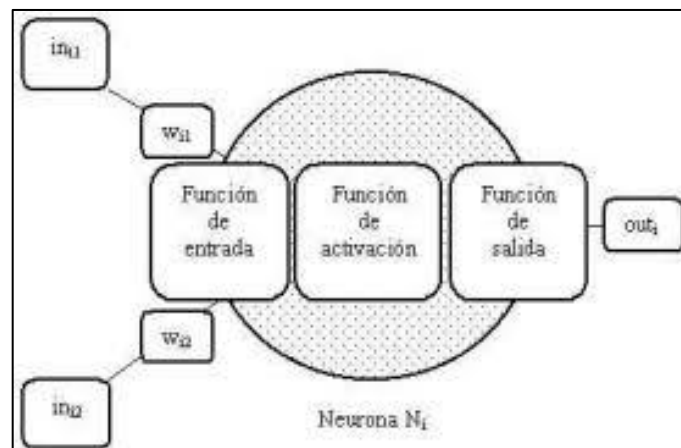 in_i1
w_i1
Función
de
entrada
Función
de
activación
Función
de
salida
out_i
w_i2
in_i2
Neurona N_i